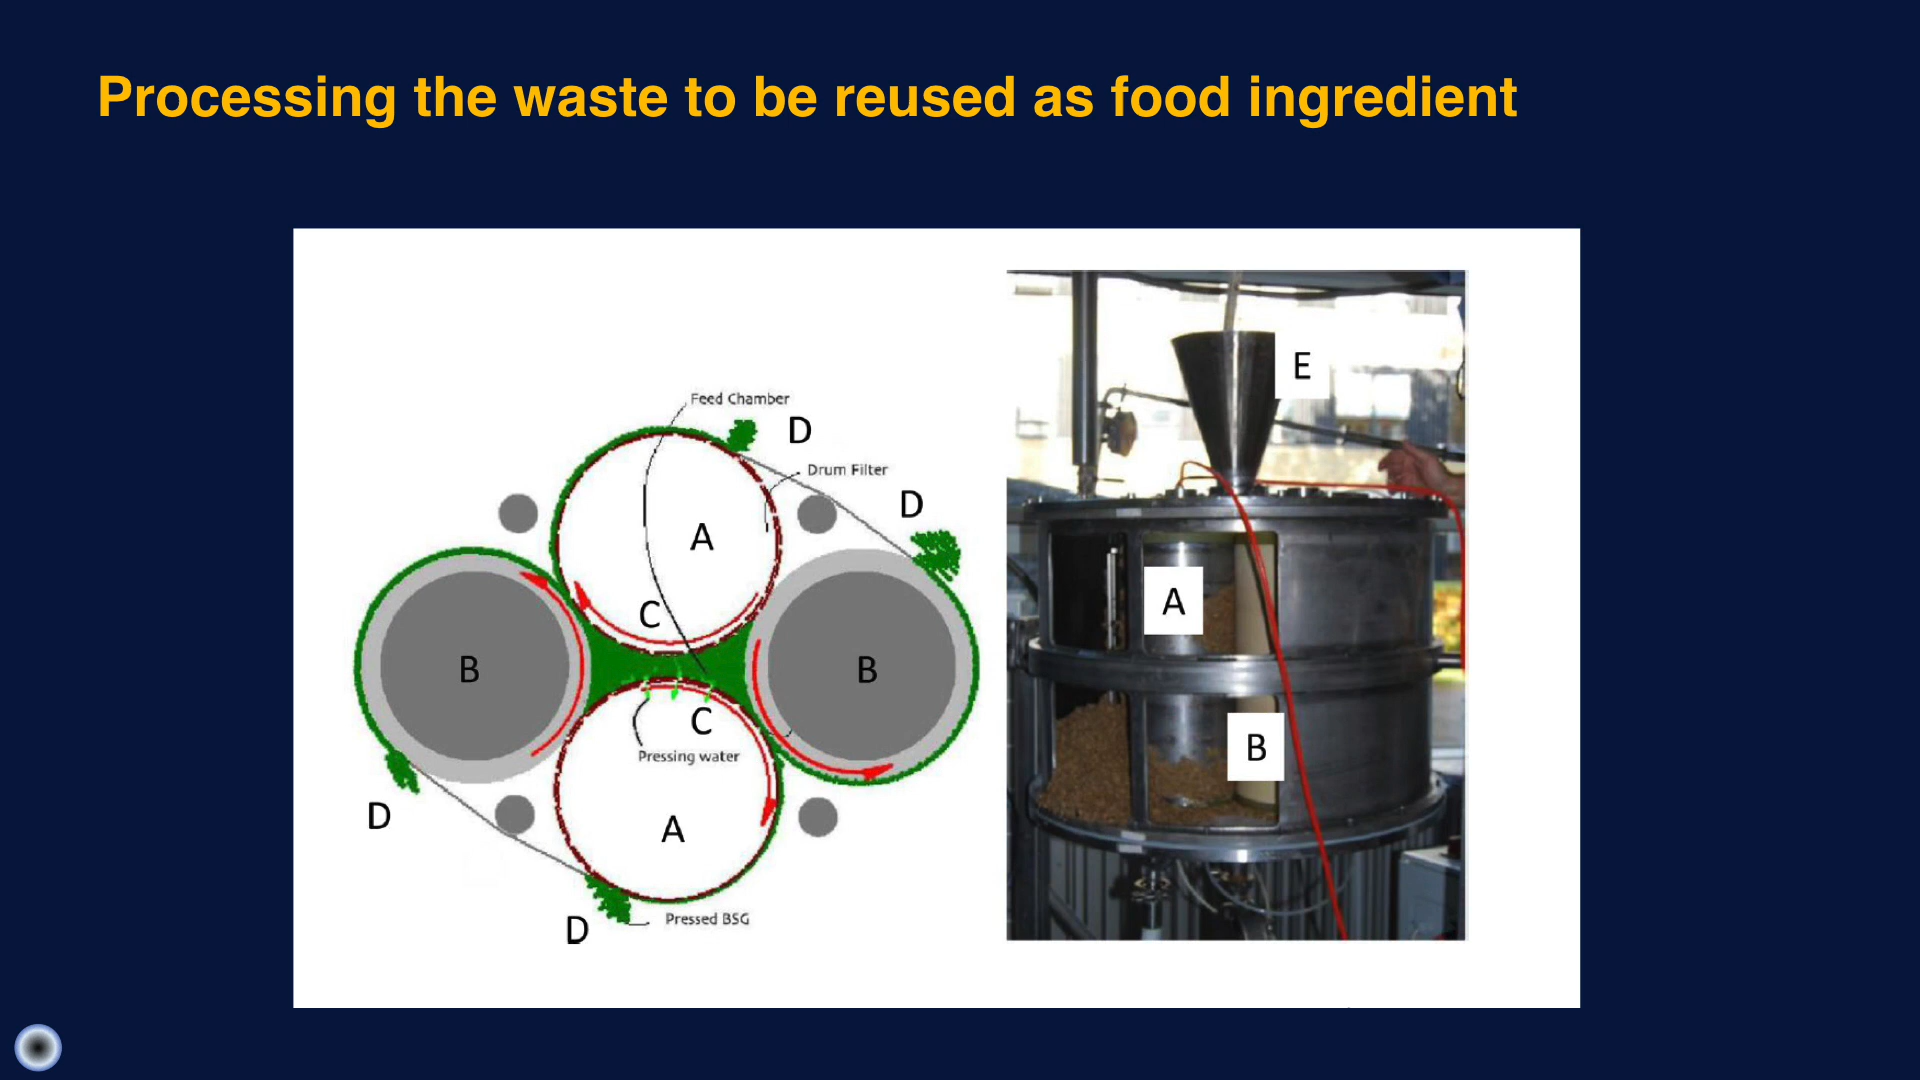 Processing the waste to be reused as food ingredient
Feed Chamber
D
Drum Filter
D
A
C
B
B
C
Pressing water
D
A
Pressed BSG
D
E
A
B